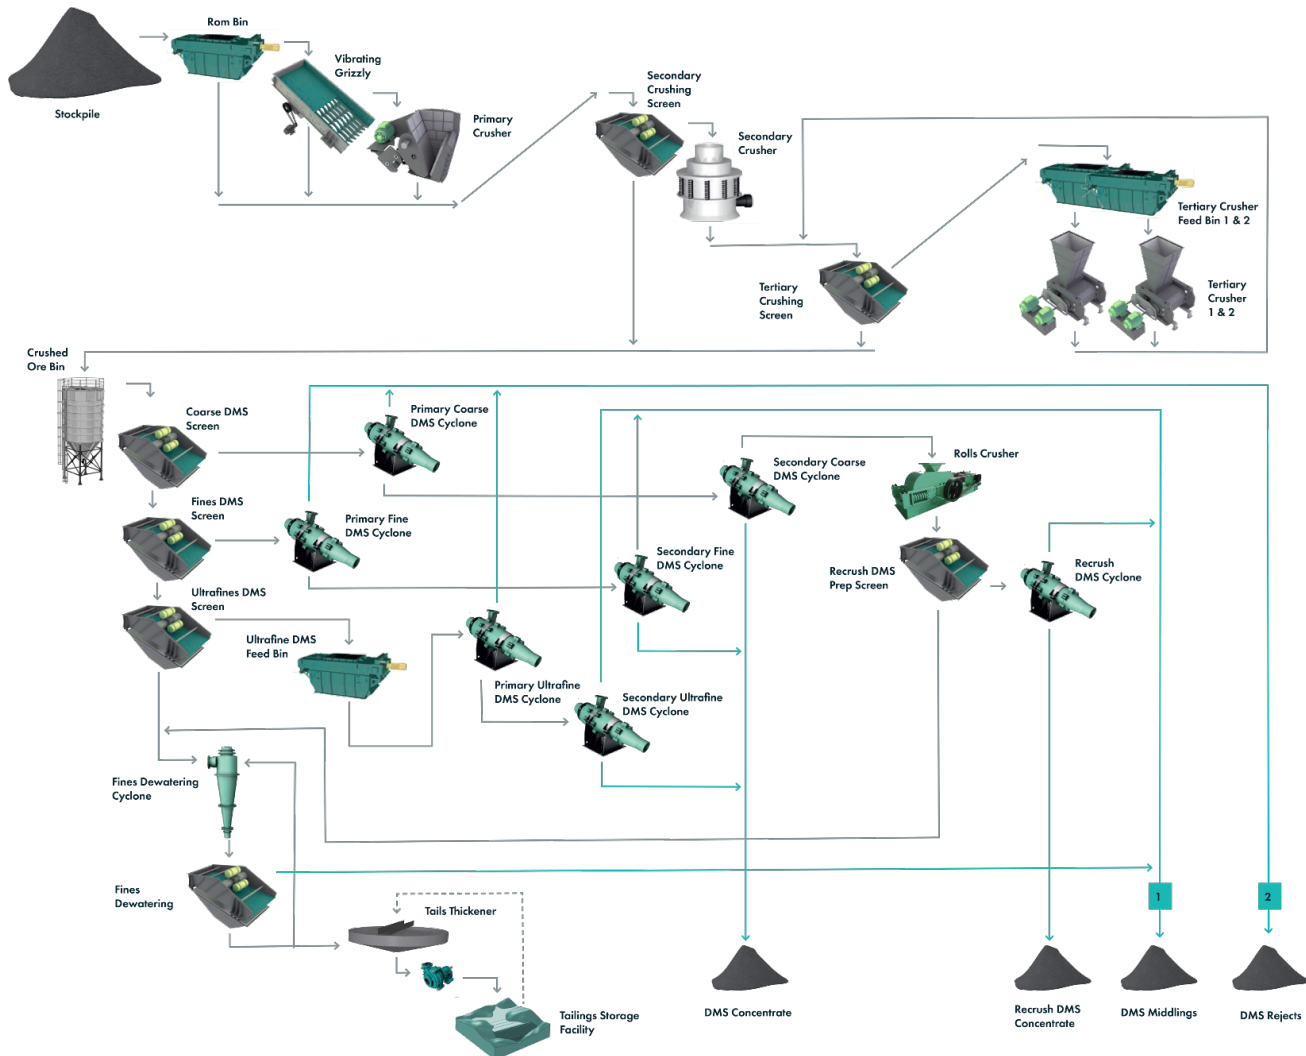 Rom Bin
Stockpile
Vibrating
Grizzly
Primary
Crusher
Secondary
Crushing
Screen
Secondary
Crusher
Tertiary Crusher
Feed Bin 1 & 2
Tertiary
Crushing
Screen
Tertiary
Crusher
1 & 2
Crushed
Ore Bin
Coarse DMS
Screen
Primary Coarse
DMS Cyclone
Secondary Coarse
DMS Cyclone
Rolls Crusher
Fines DMS
Screen
Primary Fine
DMS Cyclone
Secondary Fine
DMS Cyclone
Recrush DMS
Prep Screen
Recrush
DMS Cyclone
Ultrafines DMS
Screen
Ultrafine DMS
Feed Bin
Primary Ultrafine
DMS Cyclone
Secondary Ultrafine
DMS Cyclone
Fines Dewatering
Cyclone
Fines
Dewatering
Tails Thickener
1
2
Tailings Storage
Facility
DMS Concentrate
Recrush DMS
Concentrate
DMS Middlings
DMS Rejects